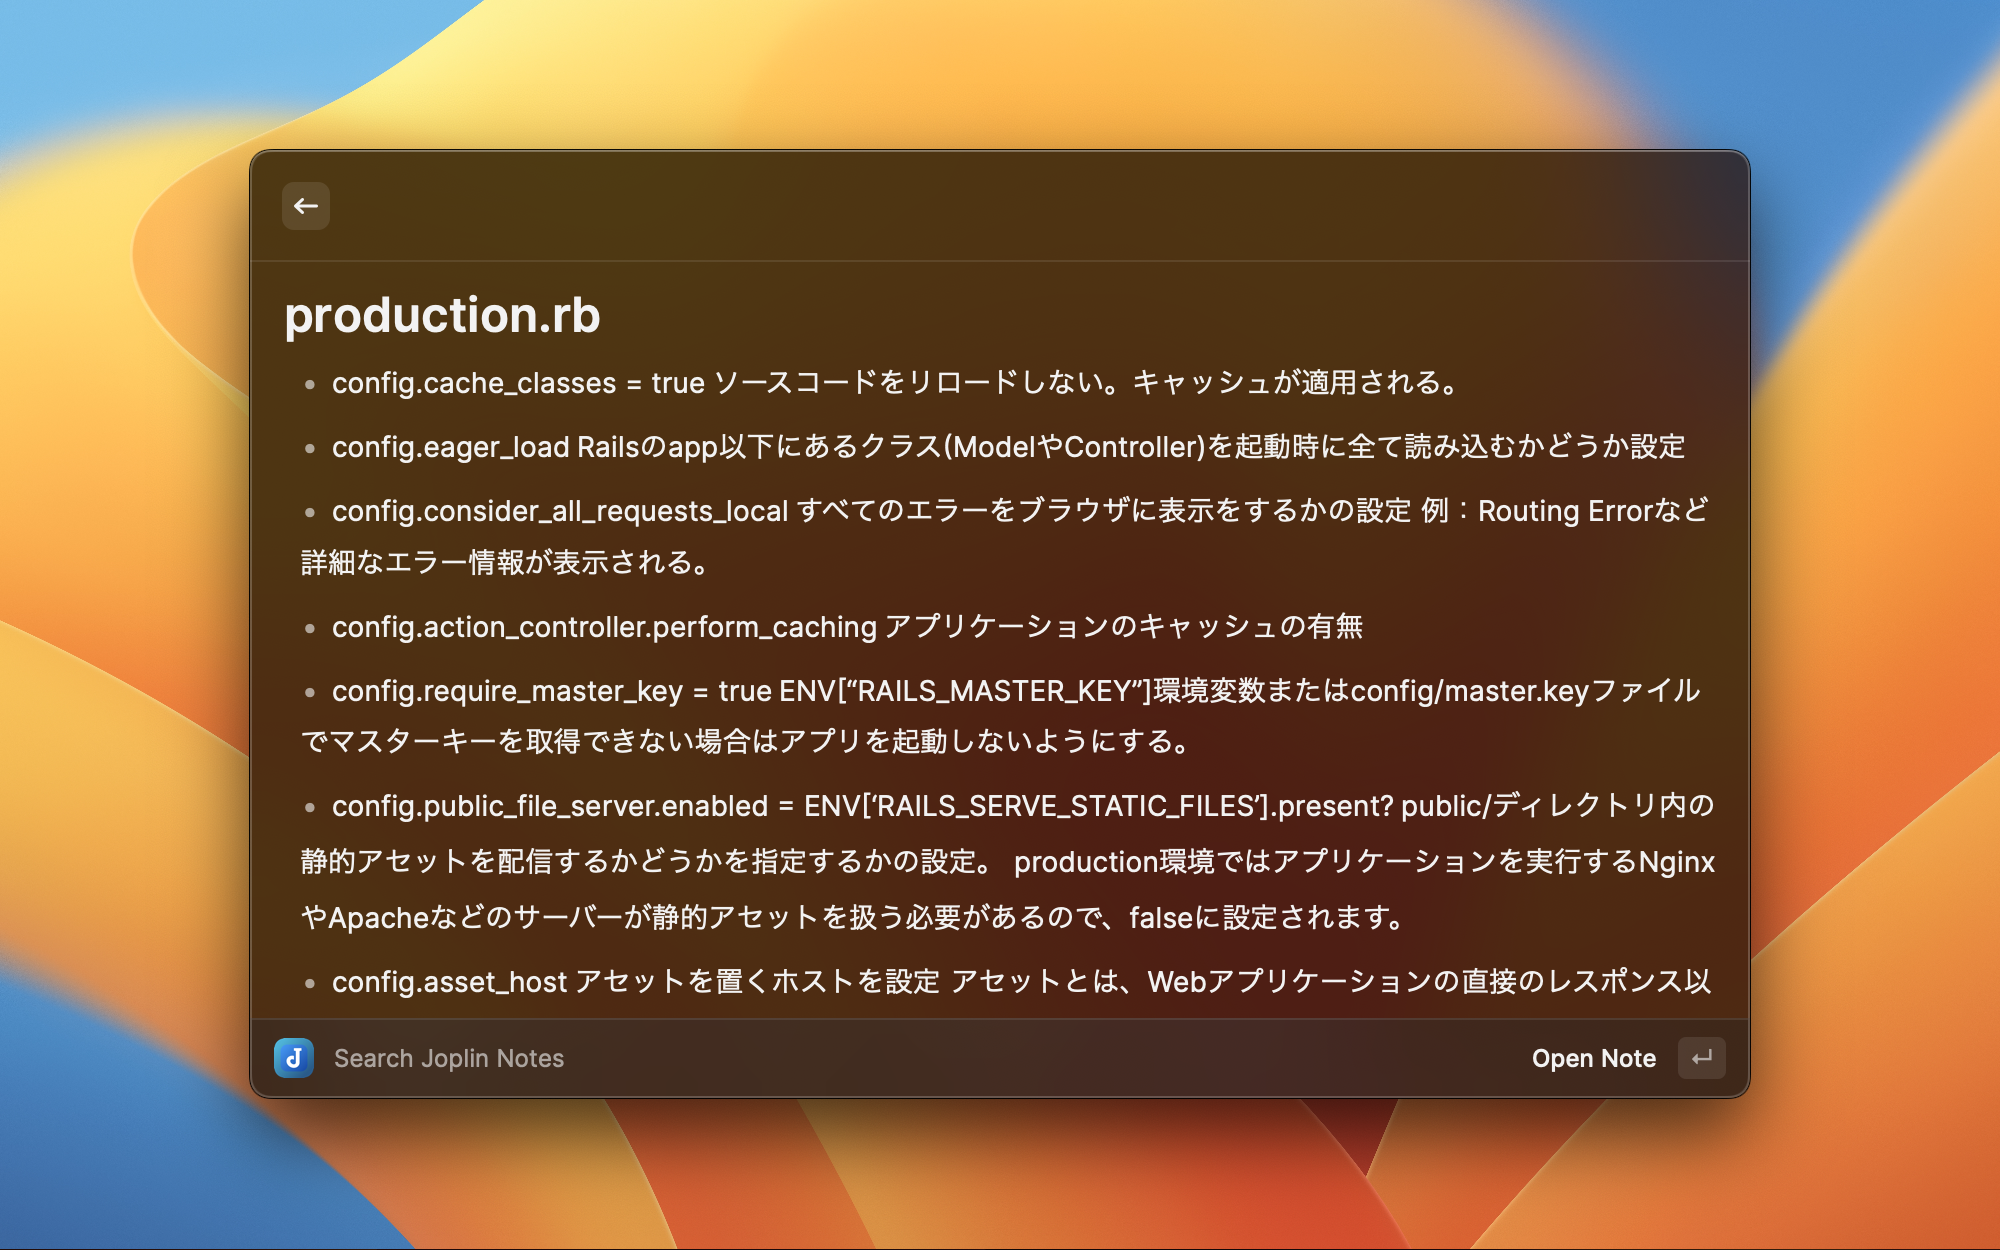 production.rb
config.cache_classes = true ソースコードをリロードしない。キャッシュが適用される。
config.eager_load Railsのapp以下にあるクラス(ModelやController)を起動時に全て読み込むかどうか設定
config.consider_all_requests_local すべてのエラーをブラウザに表示をするかの設定 例：Routing Errorなど
詳細なエラー情報が表示される。
config.action_controller.perform_caching アプリケーションのキャッシュの有無
config.require_master_key = true ENV[“RAILS_MASTER_KEY”]環境変数またはconfig/master.keyファイル
でマスターキーを取得できない場合はアプリを起動しないようにする。
config.public_file_server.enabled = ENV[‘RAILS_SERVE_STATIC_FILES’].present? public/ディレクトリ内の
静的アセットを配信するかどうかを指定するかの設定。 production環境ではアプリケーションを実行するNginx
やApacheなどのサーバーが静的アセットを扱う必要があるので、falseに設定されます。
config.asset_host アセットを置くホストを設定 アセットとは、Webアプリケーションの直接のレスポンス以
Search Joplin Notes
Open Note